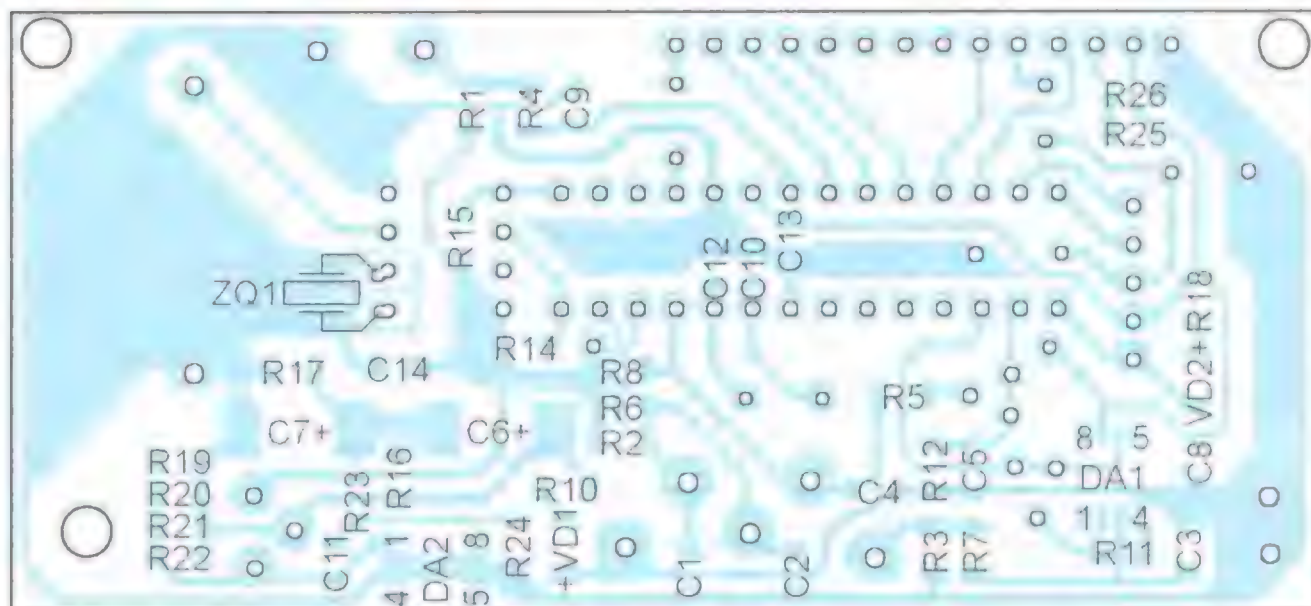 R1
R4
C9
R26
R25
R15
C12
C10
C13
ZQ1
R14
R17
C14
R8
R6
R2
R5
C8 VD2+R18
C7+
C6+
R19
R20
R21
R22
R23
R16
R10
C4
R12
C5
8 5
DA1
1 4
R11
C11
4 1
DA2
5 8
R24
+VD1
C1
C2
R3
R7
C3